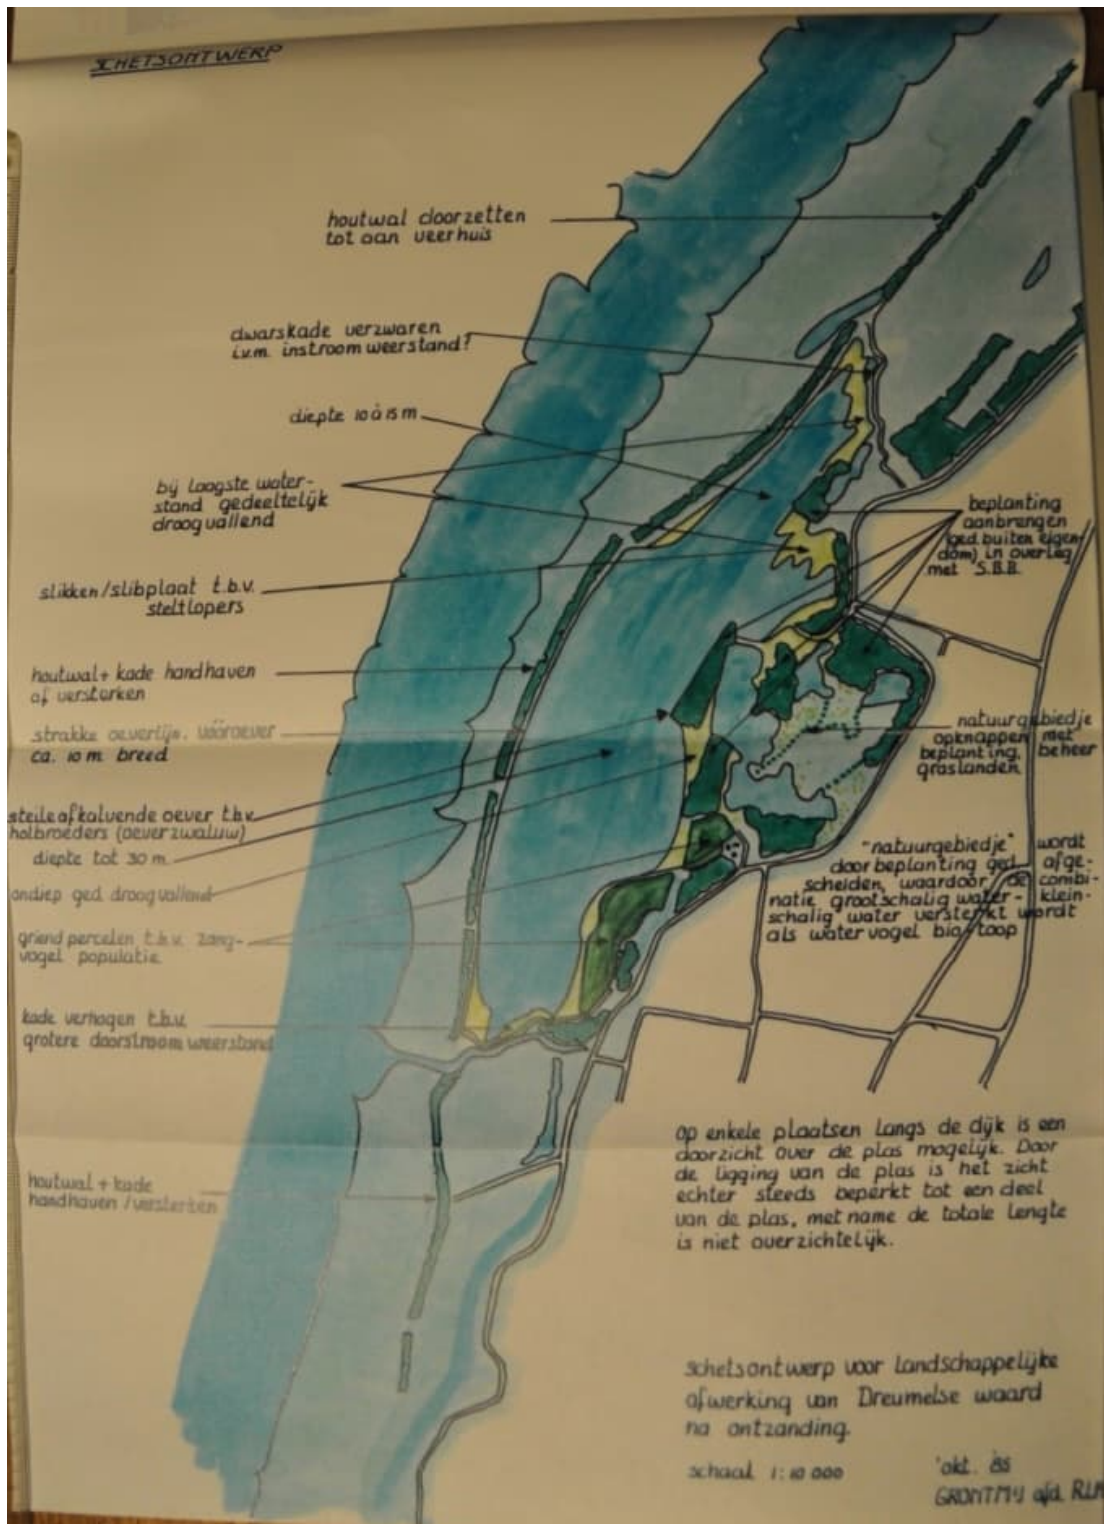 SCHETSONTWERP
houtwal doorzetten
tot aan veerhuis
dwarskade verzwaren
i.v.m. instroomweerstand?
diepte 10 à 15 m
bij laagste water-
stand gedeeltelijk
droogvallend
slikken/slibplaat t.b.v.
steltlopers
houtwal + kade handhaven
of versterken
strakke oeverlijn, vooroever
ca. 10 m breed
steile afkalvende oever t.b.v.
holbroeders (oeverzwaluw)
diepte tot 30 m
ondiep ged droogvallend
griend percelen t.b.v. zang-
vogel populatie.
kade verhogen t.b.v.
grotere doorstroomweerstand
houtwal + kade
handhaven/versterken
beplanting
aanbrengen
(ged. buiten eigen-
dom) in overleg
met S.B.B.
natuurgebiedje
opknappen met
beplanting, beheer
graslanden
"natuurgebiedje" wordt
door beplanting ged. afge-
scheiden, waardoor de combi-
natie grootschalig water - klein-
schalig water versterkt wordt
als watervogel biotoop
Op enkele plaatsen langs de dijk is een
doorzicht over de plas mogelijk. Door
de ligging van de plas is het zicht
echter steeds beperkt tot een deel
van de plas, met name de totale lengte
is niet overzichtelijk.
schetsontwerp voor landschappelijke
afwerking van Dreumelse waard
na ontzanding.
schaal 1:10 000
'okt.
GRONTMIJ afd.